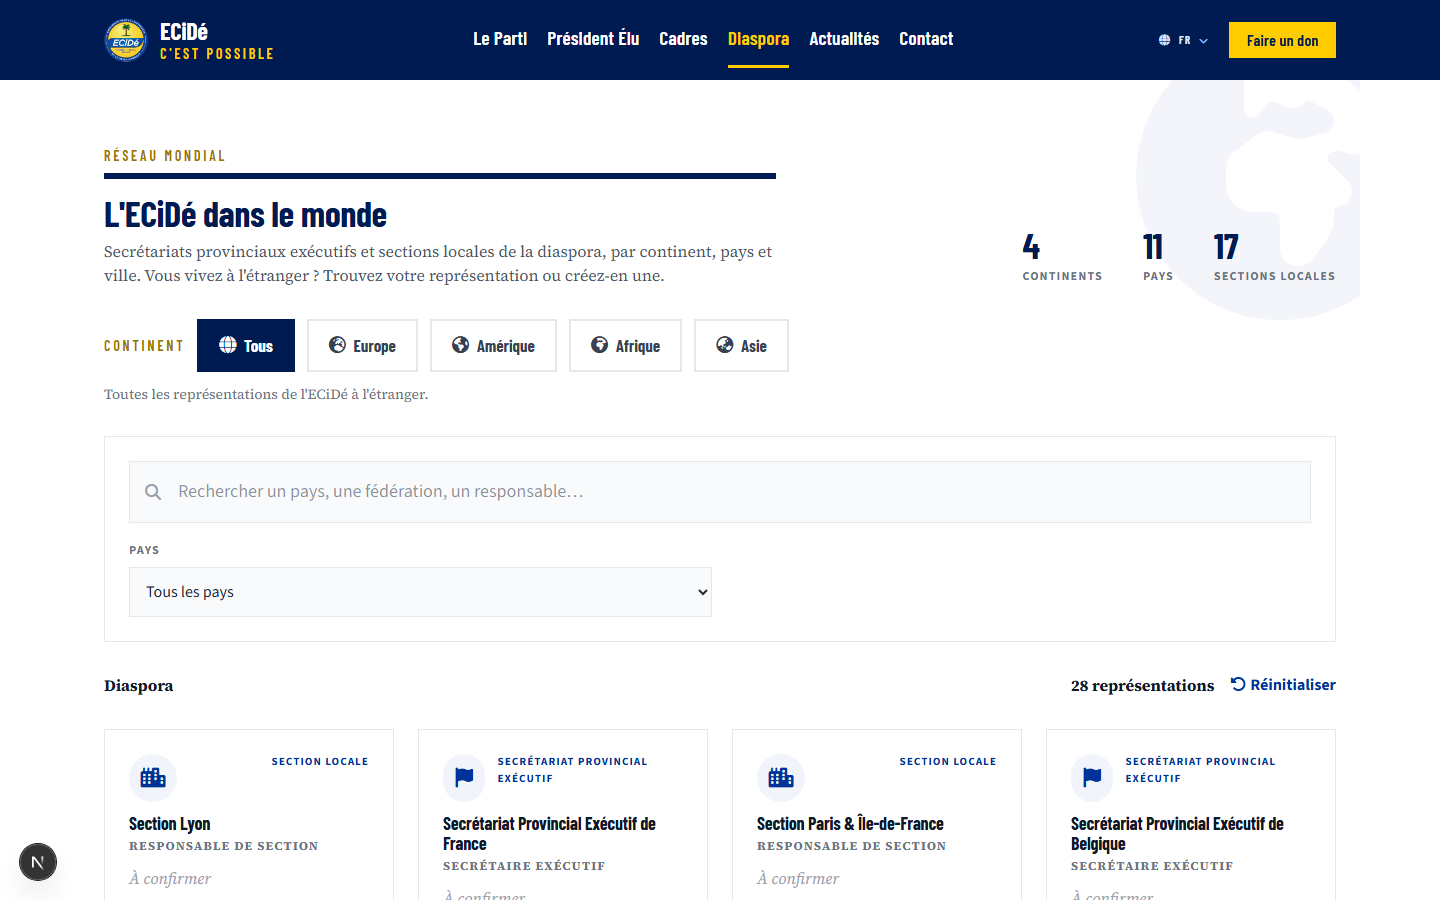 ECiDé
C'EST POSSIBLE
Le Parti
Président Élu
Cadres
Diaspora
Actualités
Contact
FR
Faire un don
RÉSEAU MONDIAL
L'ECiDé dans le monde
Secrétariats provinciaux exécutifs et sections locales de la diaspora, par continent, pays et
ville. Vous vivez à l'étranger ? Trouvez votre représentation ou créez-en une.
4
CONTINENTS
11
PAYS
17
SECTIONS LOCALES
CONTINENT
Tous
Europe
Amérique
Afrique
Asie
Toutes les représentations de l'ECiDé à l'étranger.
Rechercher un pays, une fédération, un responsable…
PAYS
Tous les pays
Diaspora
28 représentations
Réinitialiser
SECTION LOCALE
Section Lyon
RESPONSABLE DE SECTION
À confirmer
SECRÉTARIAT PROVINCIAL
EXÉCUTIF
Secrétariat Provincial Exécutif de
France
SECRÉTAIRE EXÉCUTIF
À confirmer
SECTION LOCALE
Section Paris & Île-de-France
RESPONSABLE DE SECTION
À confirmer
SECRÉTARIAT PROVINCIAL
EXÉCUTIF
Secrétariat Provincial Exécutif de
Belgique
SECRÉTAIRE EXÉCUTIF
À confirmer
N